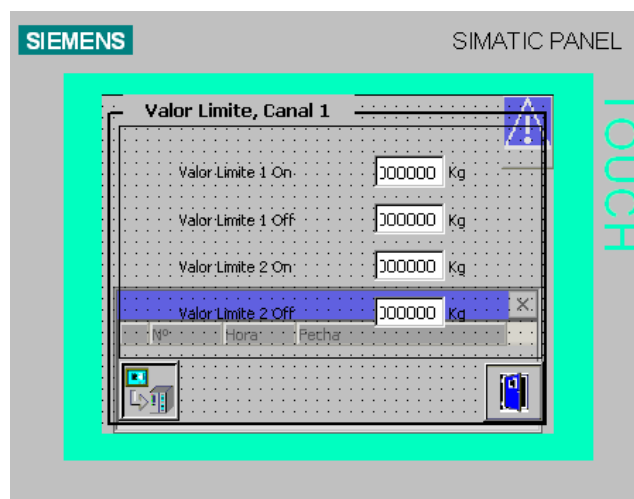 SIEMENS
SIMATIC PANEL
TOUCH
Valor Limite, Canal 1
Valor Limite 1 On 000000 Kg
Valor Limite 1 Off 000000 Kg
Valor Limite 2 On 000000 Kg
Valor Limite 2 Off 000000 Kg
Nº Hora Fecha